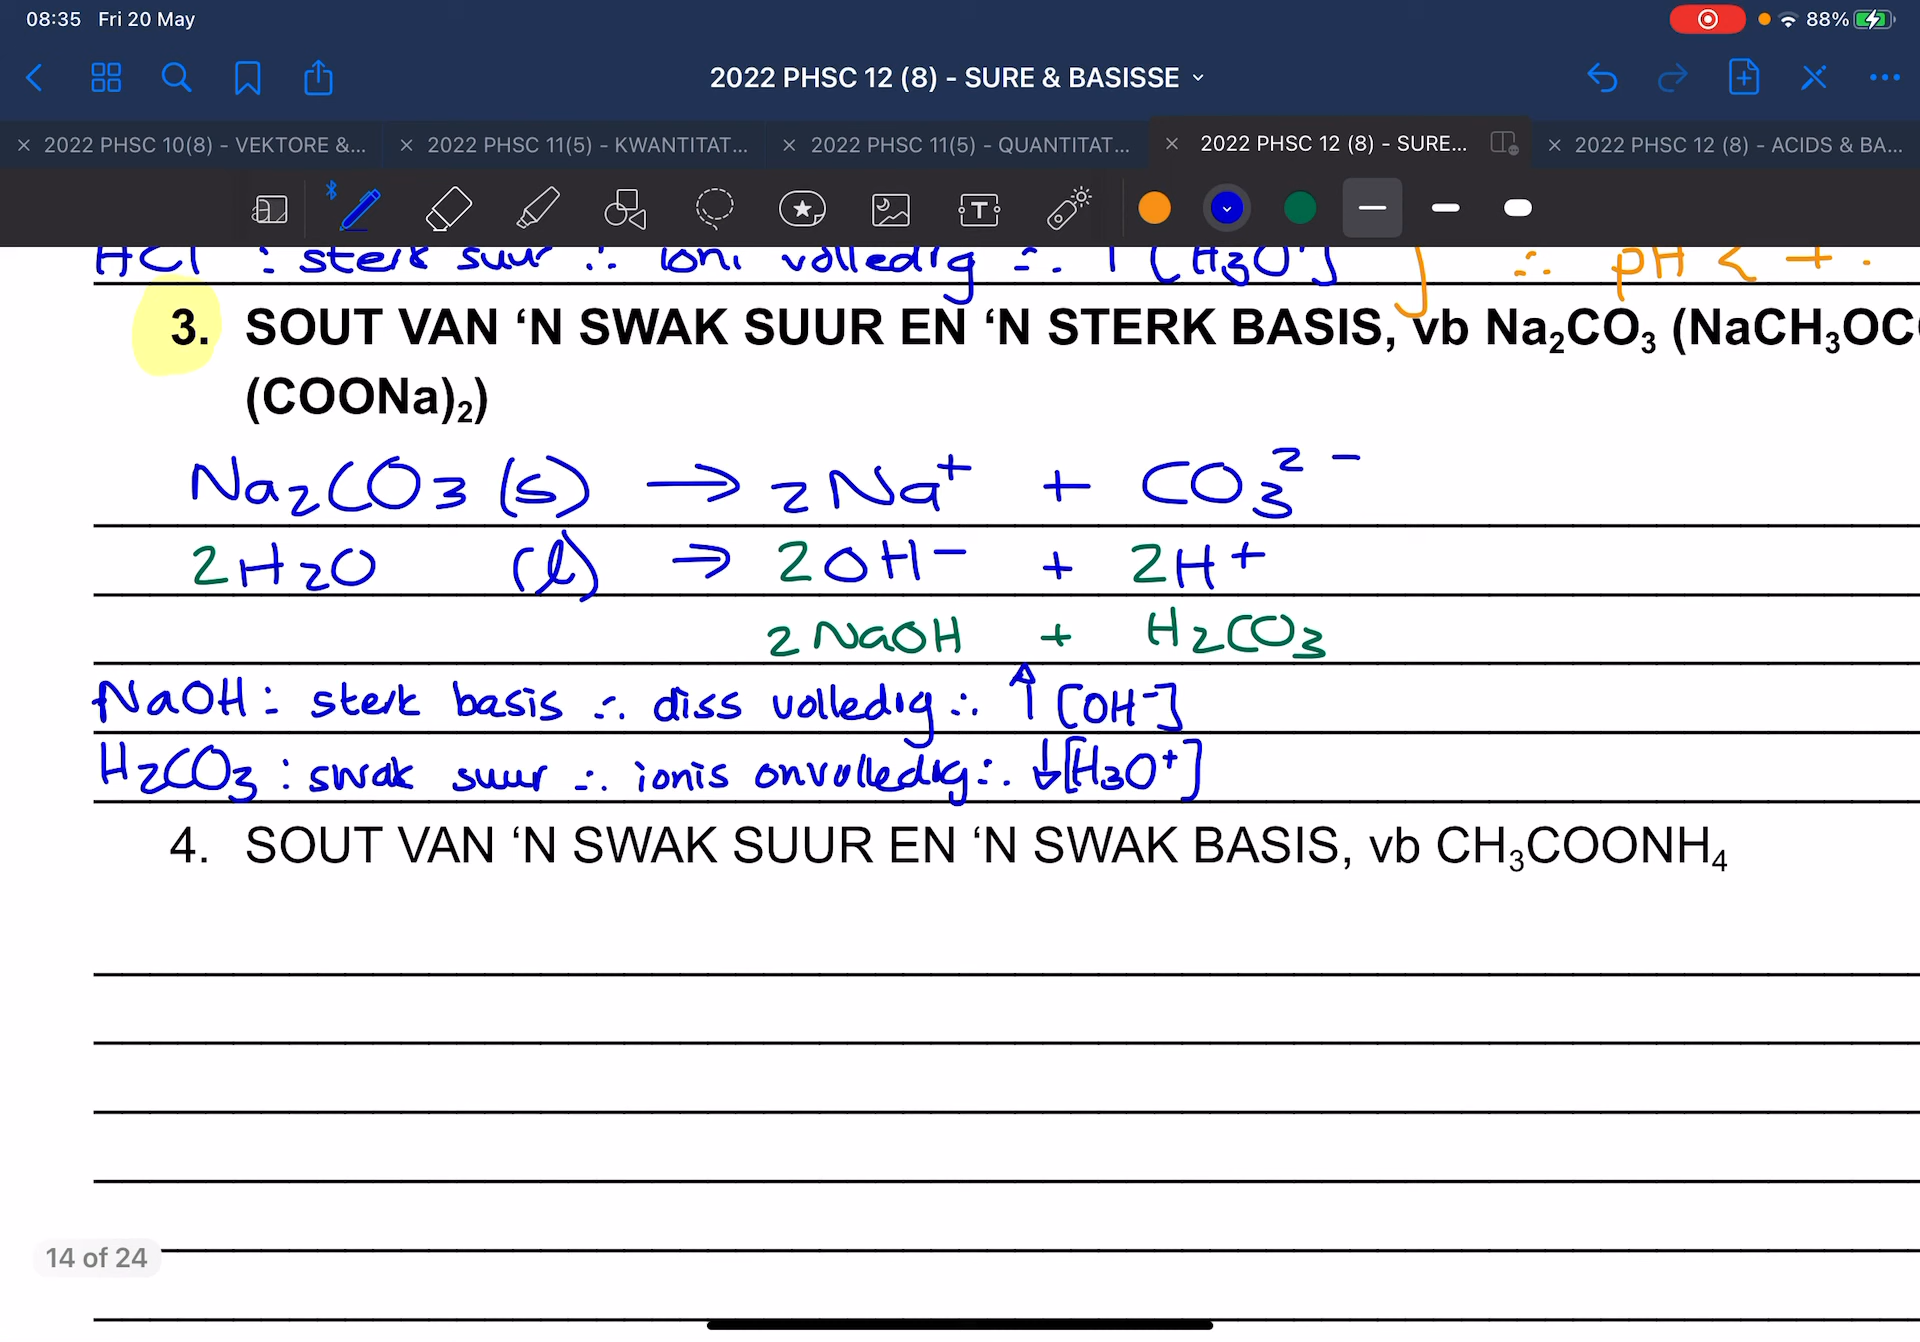 08:35 Fri 20 May 88%
2022 PHSC 12 (8) - SURE & BASISSE
× 2022 PHSC 10(8) - VEKTORE &... × 2022 PHSC 11(5) - KWANTITAT... × 2022 PHSC 11(5) - QUANTITAT... × 2022 PHSC 12 (8) - SURE... × 2022 PHSC 12 (8) - ACIDS & BA...
HCl : sterk suur ∴ ioni volledig ∴ ↑ [H3O+] } ∴ pH < 7.
3. SOUT VAN ‘N SWAK SUUR EN ‘N STERK BASIS, vb Na₂CO₃ (NaCH₃OC
(COONa)₂)
Na₂CO₃ (s) → 2Na⁺ + CO₃²⁻
2H₂O (l) → 2OH⁻ + 2H⁺
2NaOH + H₂CO₃
NaOH : sterk basis ∴ diss volledig ∴ ↑ [OH⁻]
H₂CO₃ : swak suur ∴ ionis onvolledig ∴ ↓ [H₃O⁺]
4. SOUT VAN ‘N SWAK SUUR EN ‘N SWAK BASIS, vb CH₃COONH₄
14 of 24